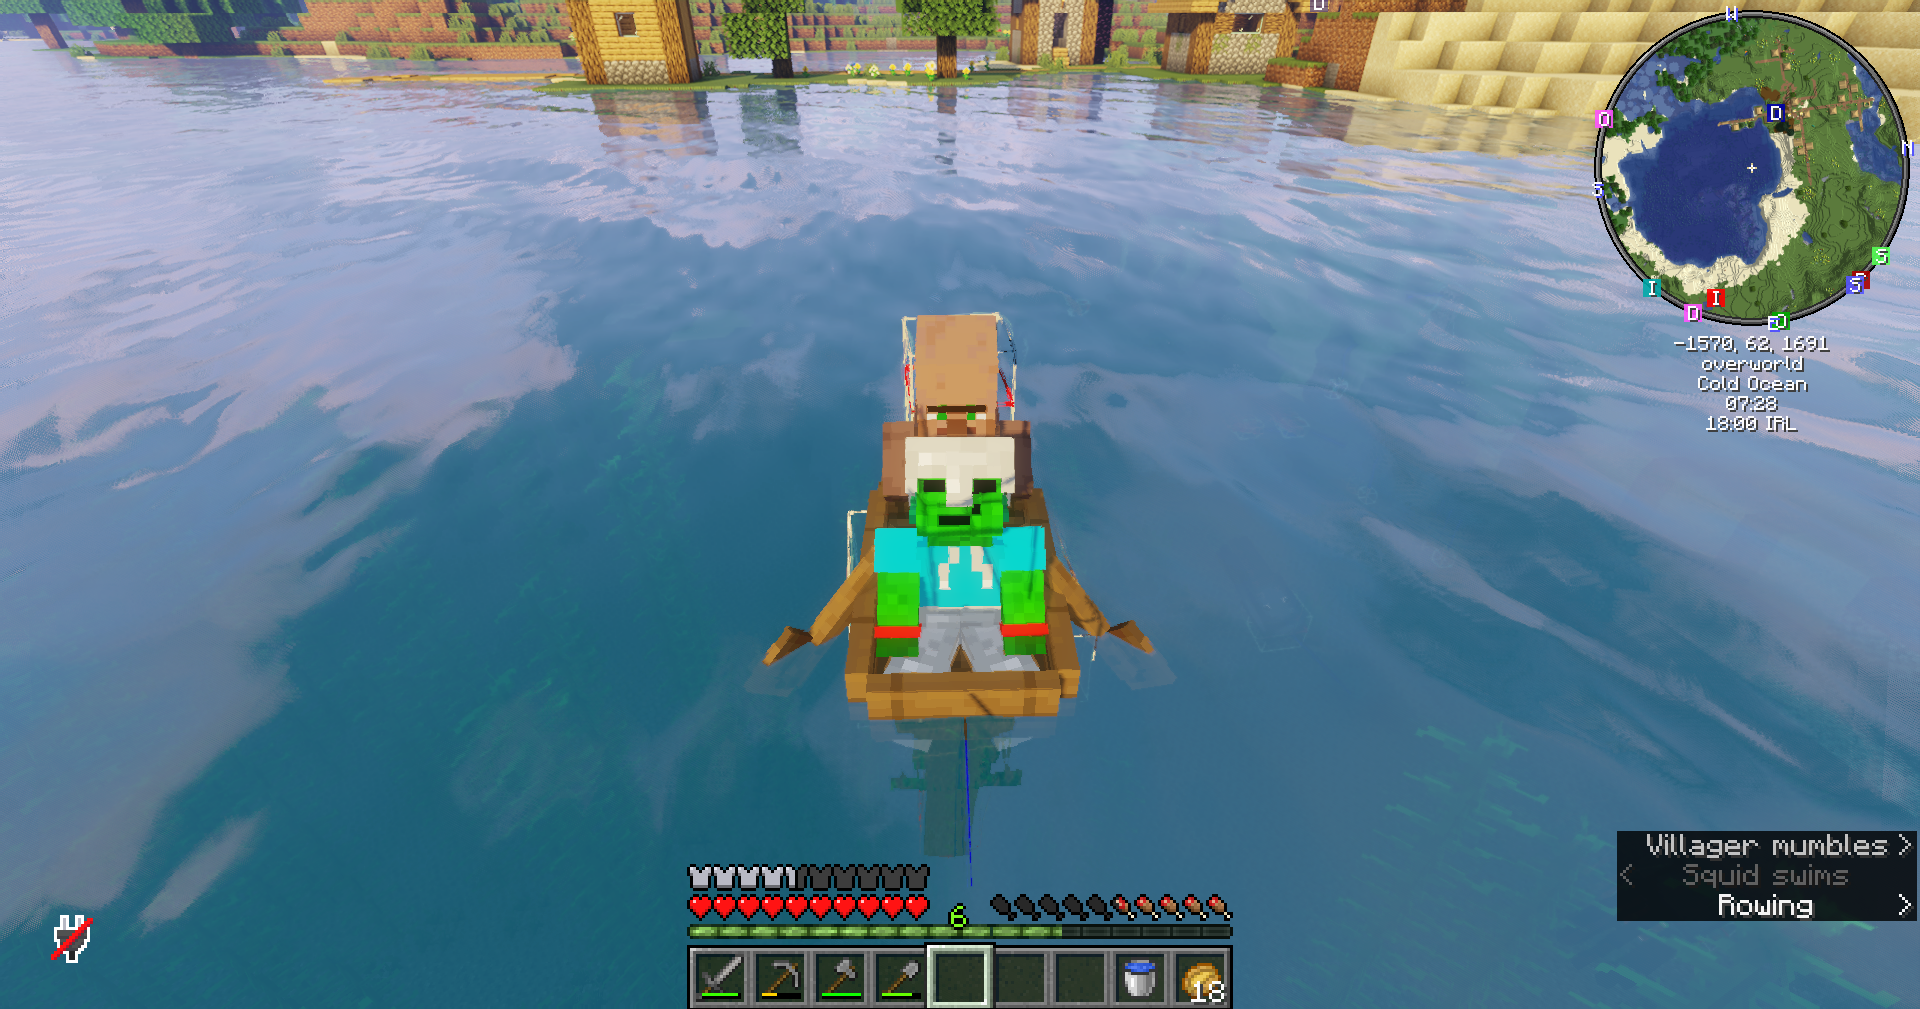 W
D
D
D
N
S
S
S
I
I
D
D
-1570, 62, 1691
overworld
Cold Ocean
07:28
18:00 IRL
Villager mumbles >
< Squid swims
Rowing >
6
18